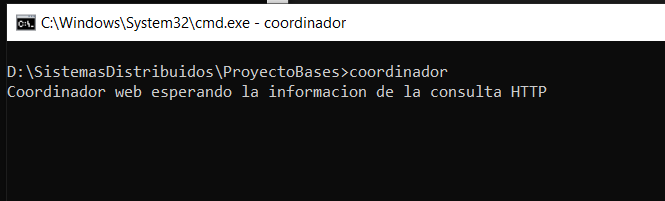 C:\Windows\System32\cmd.exe - coordinador
D:\SistemasDistribuidos\ProyectoBases>coordinador
Coordinador web esperando la informacion de la consulta HTTP